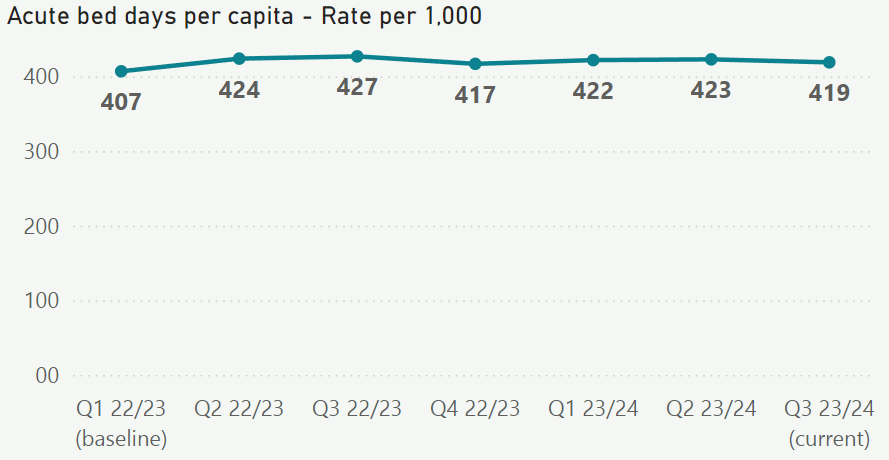 Acute bed days per capita - Rate per 1,000
400
300
200
100
00
407
424
427
417
422
423
419
Q1 22/23
(baseline)
Q2 22/23
Q3 22/23
Q4 22/23
Q1 23/24
Q2 23/24
Q3 23/24
(current)